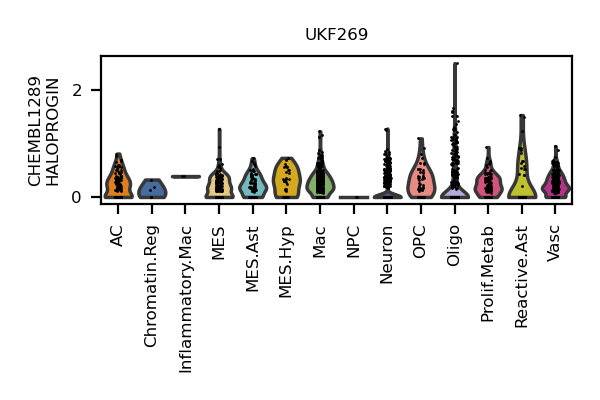 UKF269
CHEMBL1289
HALOPROGIN
2
0
AC
Chromatin.Reg
Inflammatory.Mac
MES
MES.Ast
MES.Hyp
Mac
NPC
Neuron
OPC
Oligo
Prolif.Metab
Reactive.Ast
Vasc